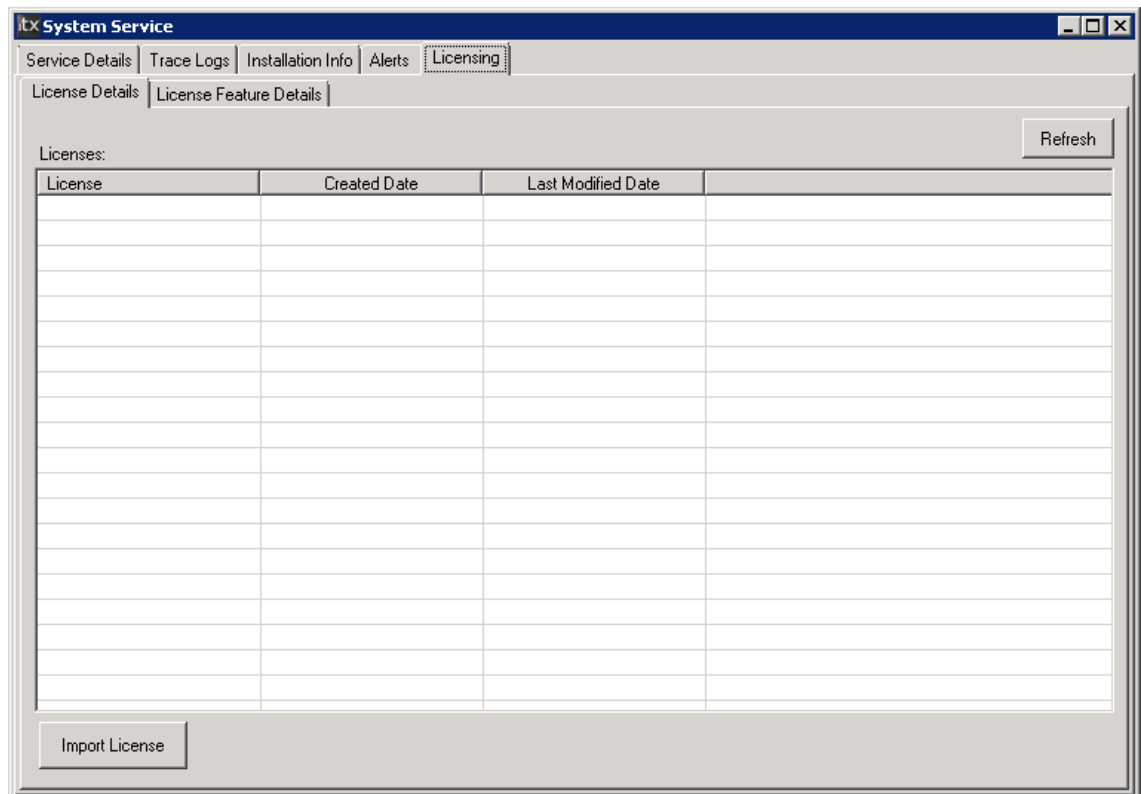 itx System Service
Service Details Trace Logs Installation Info Alerts Licensing
License Details License Feature Details
Refresh
Licenses:
License Created Date Last Modified Date
Import License